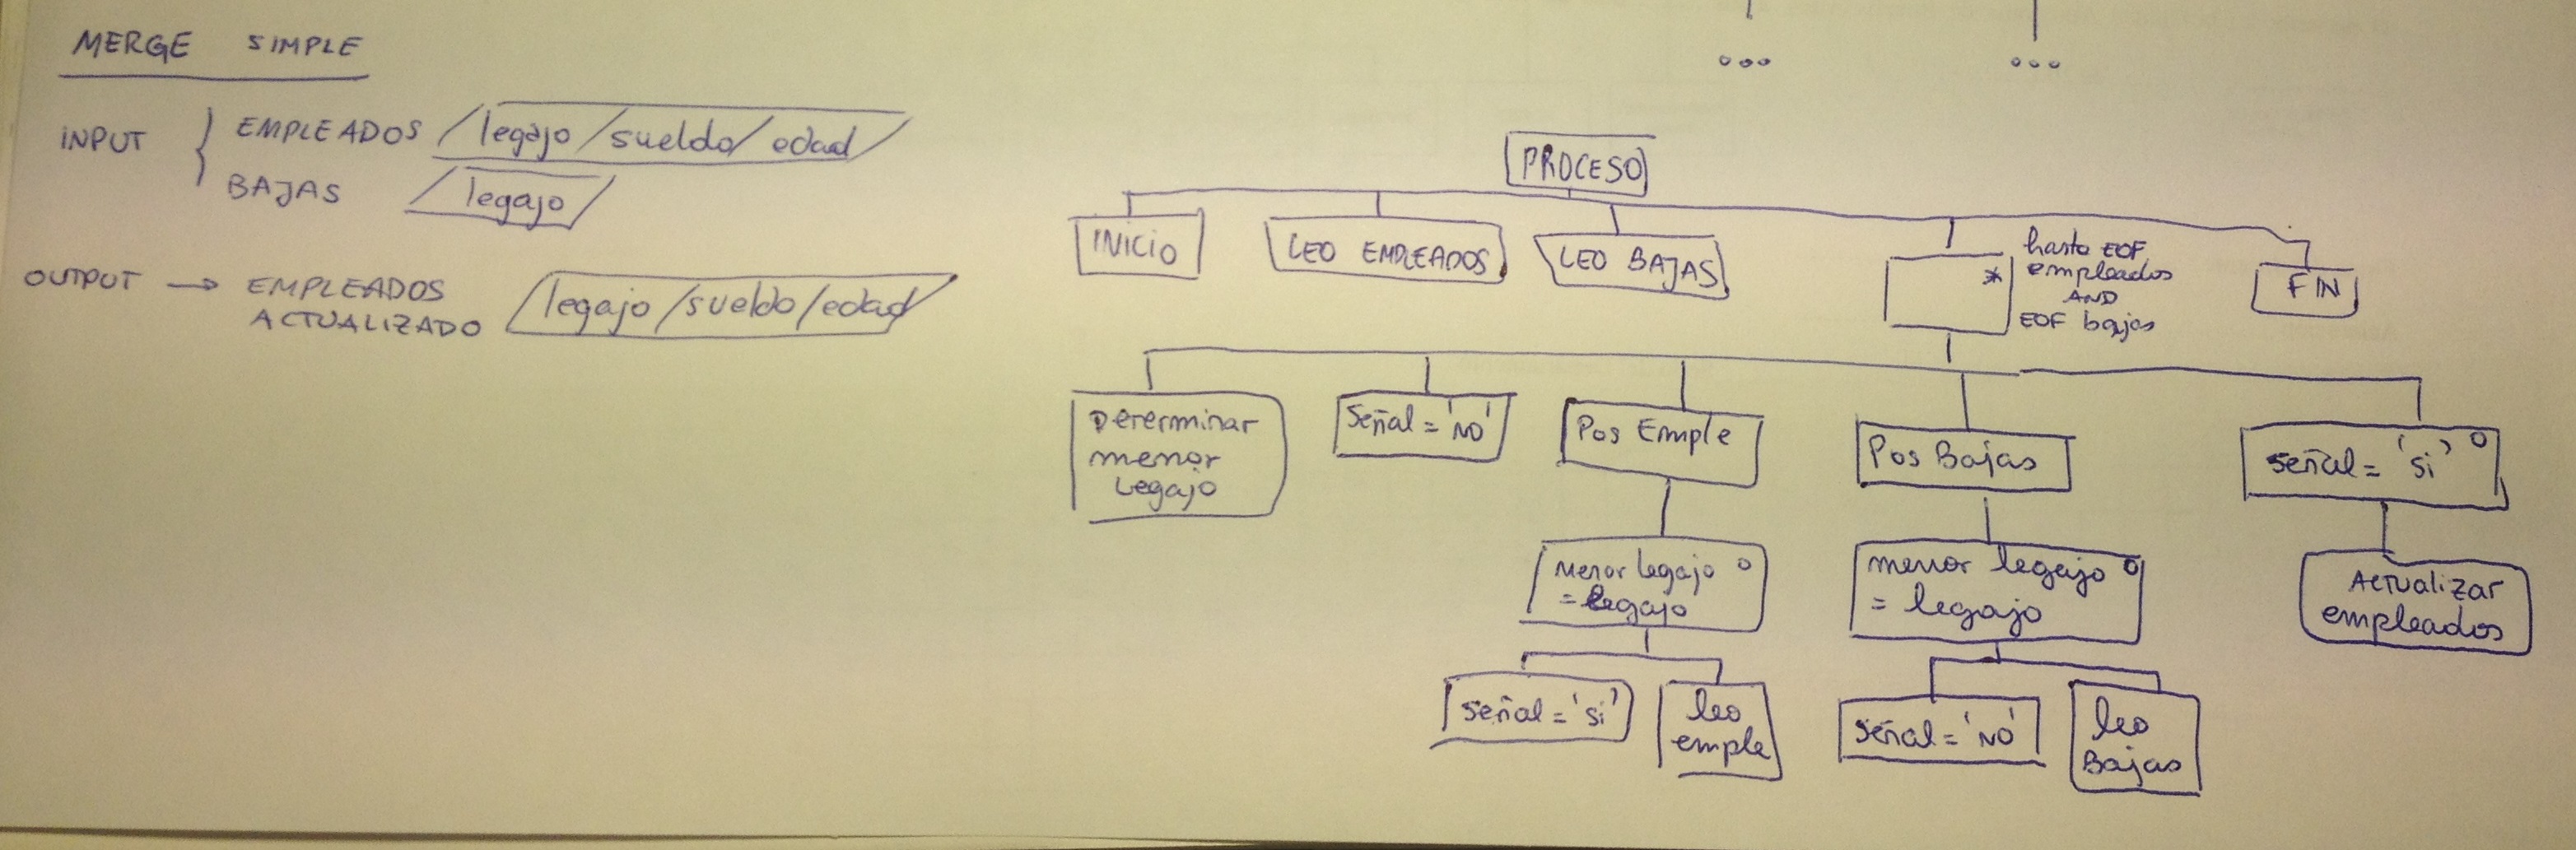 MERGE SIMPLE
INPUT { EMPLEADOS / legajo / sueldo / edad /
BAJAS / legajo /
OUTPUT → EMPLEADOS
ACTUALIZADO / legajo / sueldo / edad /
...
...
PROCESO
INICIO
LEO EMPLEADOS
LEO BAJAS
*
hasta EOF
empleados
AND
EOF bajas
FIN
Determinar
menor
Legajo
Señal = 'NO'
Pos Emple
Pos Bajas
señal = 'si' o
menor legajo o
= legajo
menor legajo o
= legajo
Actualizar
empleados
señal = 'si'
leo
emple
señal = 'NO'
leo
Bajas